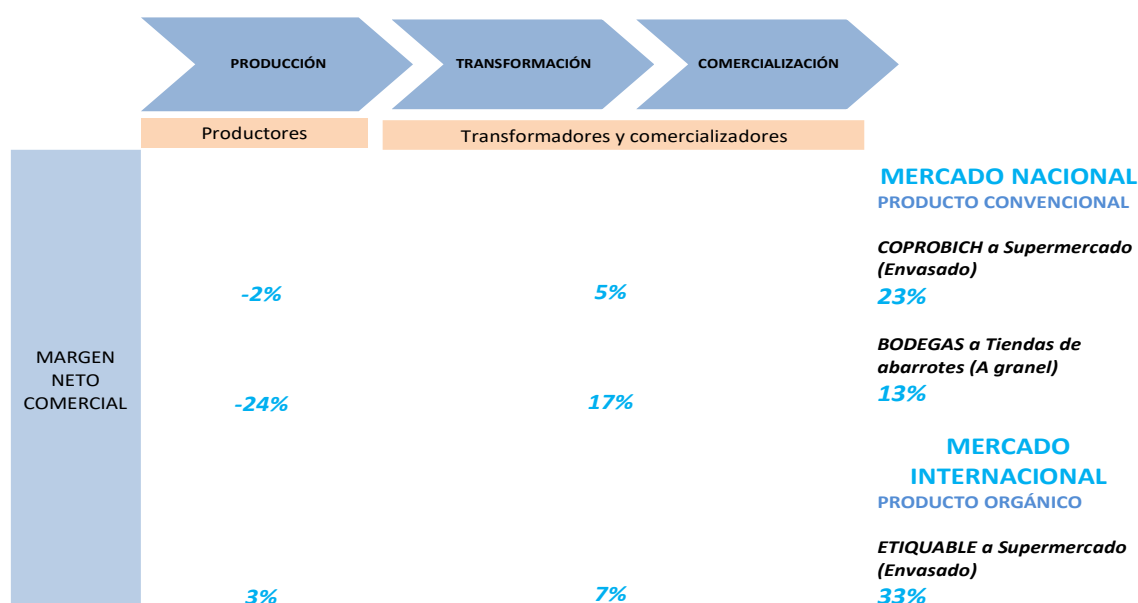 PRODUCCIÓN
TRANSFORMACIÓN
COMERCIALIZACIÓN
Productores
Transformadores y comercializadores
MERCADO NACIONAL
PRODUCTO CONVENCIONAL
COPROBICH a Supermercado
(Envasado)
-2%
5%
23%
MARGEN
NETO
COMERCIAL
BODEGAS a Tiendas de
abarrotes (A granel)
-24%
17%
13%
MERCADO
INTERNACIONAL
PRODUCTO ORGÁNICO
ETIQUABLE a Supermercado
(Envasado)
3%
7%
33%